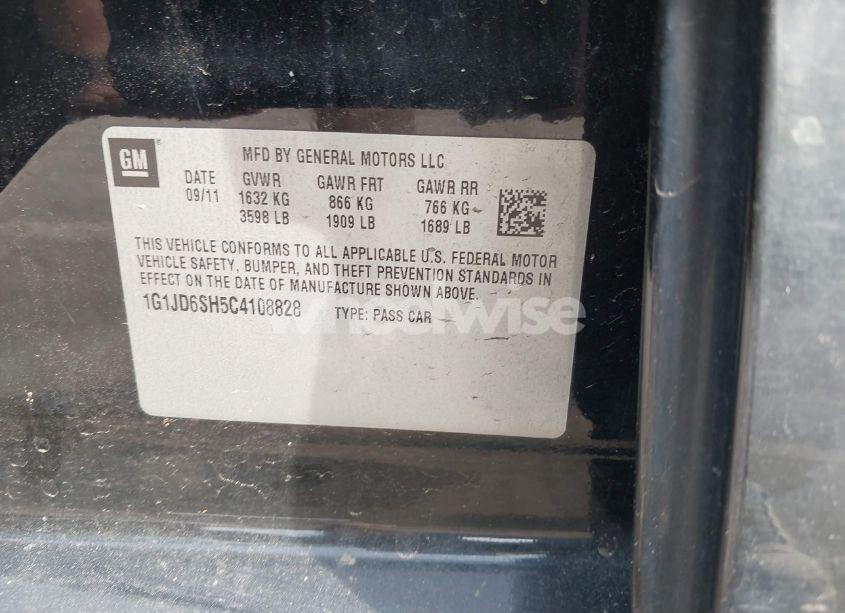 GM
MFD BY GENERAL MOTORS LLC
DATE GVWR GAWR FRT GAWR RR
09/11 1632 KG 866 KG 766 KG
3598 LB 1909 LB 1689 LB
THIS VEHICLE CONFORMS TO ALL APPLICABLE U.S. FEDERAL MOTOR
VEHICLE SAFETY, BUMPER, AND THEFT PREVENTION STANDARDS IN
EFFECT ON THE DATE OF MANUFACTURE SHOWN ABOVE.
1G1JD6SH5C4108828 TYPE: PASS CAR
wheelwise